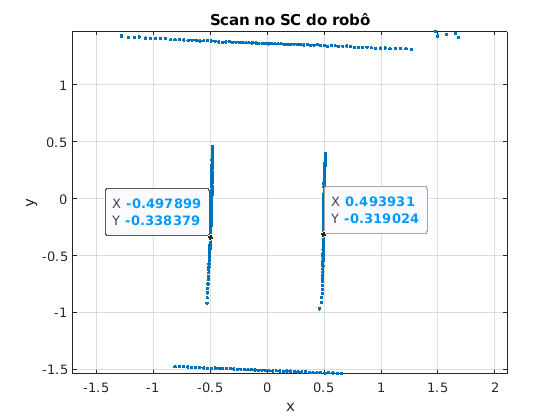 Scan no SC do robô
1
0.5
0
-0.5
-1
-1.5
y
X -0.497899
Y -0.338379
X 0.493931
Y -0.319024
-1.5 -1 -0.5 0 0.5 1 1.5 2
x